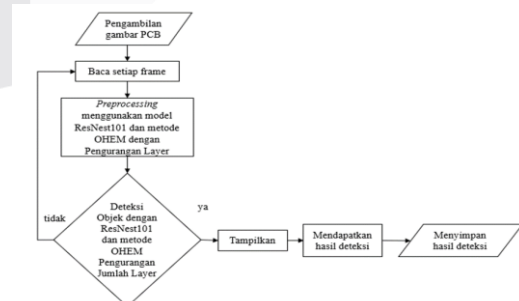 Pengambilan
gambar PCB
Baca setiap frame
Preprocessing
menggunakan model
ResNest101 dan metode
OHEM dengan
Pengurangan Layer
Deteksi
Objek dengan
ResNest101
dan metode
OHEM
Pengurangan
Jumlah Layer
tidak
ya
Tampilkan
Mendapatkan
hasil deteksi
Menyimpan
hasil deteksi